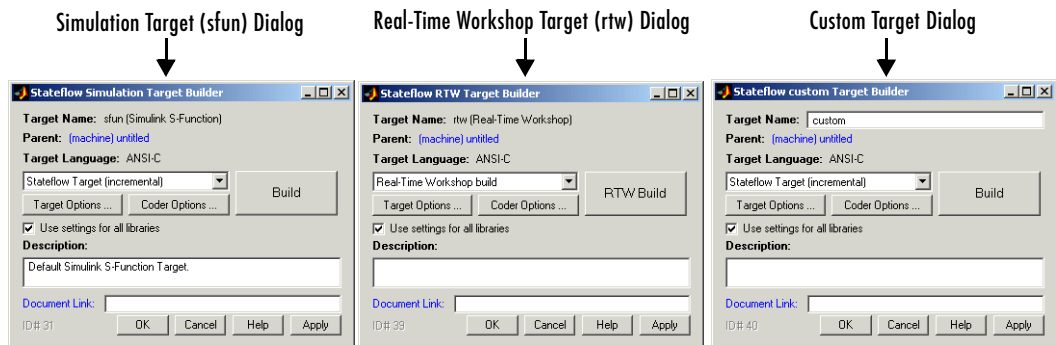 Simulation Target (sfun) Dialog
Real-Time Workshop Target (rtw) Dialog
Custom Target Dialog
Stateflow Simulation Target Builder
Target Name: sfun (Simulink S-Function)
Parent: (machine) untitled
Target Language: ANSI-C
Stateflow Target (incremental)
Build
Target Options ...
Coder Options ...
Use settings for all libraries
Description:
Default Simulink S-Function Target.
Document Link:
ID# 31
OK
Cancel
Help
Apply
Stateflow RTW Target Builder
Target Name: rtw (Real-Time Workshop)
Parent: (machine) untitled
Target Language: ANSI-C
Real-Time Workshop build
RTW Build
Target Options ...
Coder Options ...
Use settings for all libraries
Description:
Document Link:
ID# 39
OK
Cancel
Help
Apply
Stateflow custom Target Builder
Target Name: custom
Parent: (machine) untitled
Target Language: ANSI-C
Stateflow Target (incremental)
Build
Target Options ...
Coder Options ...
Use settings for all libraries
Description:
Document Link:
ID# 40
OK
Cancel
Help
Apply